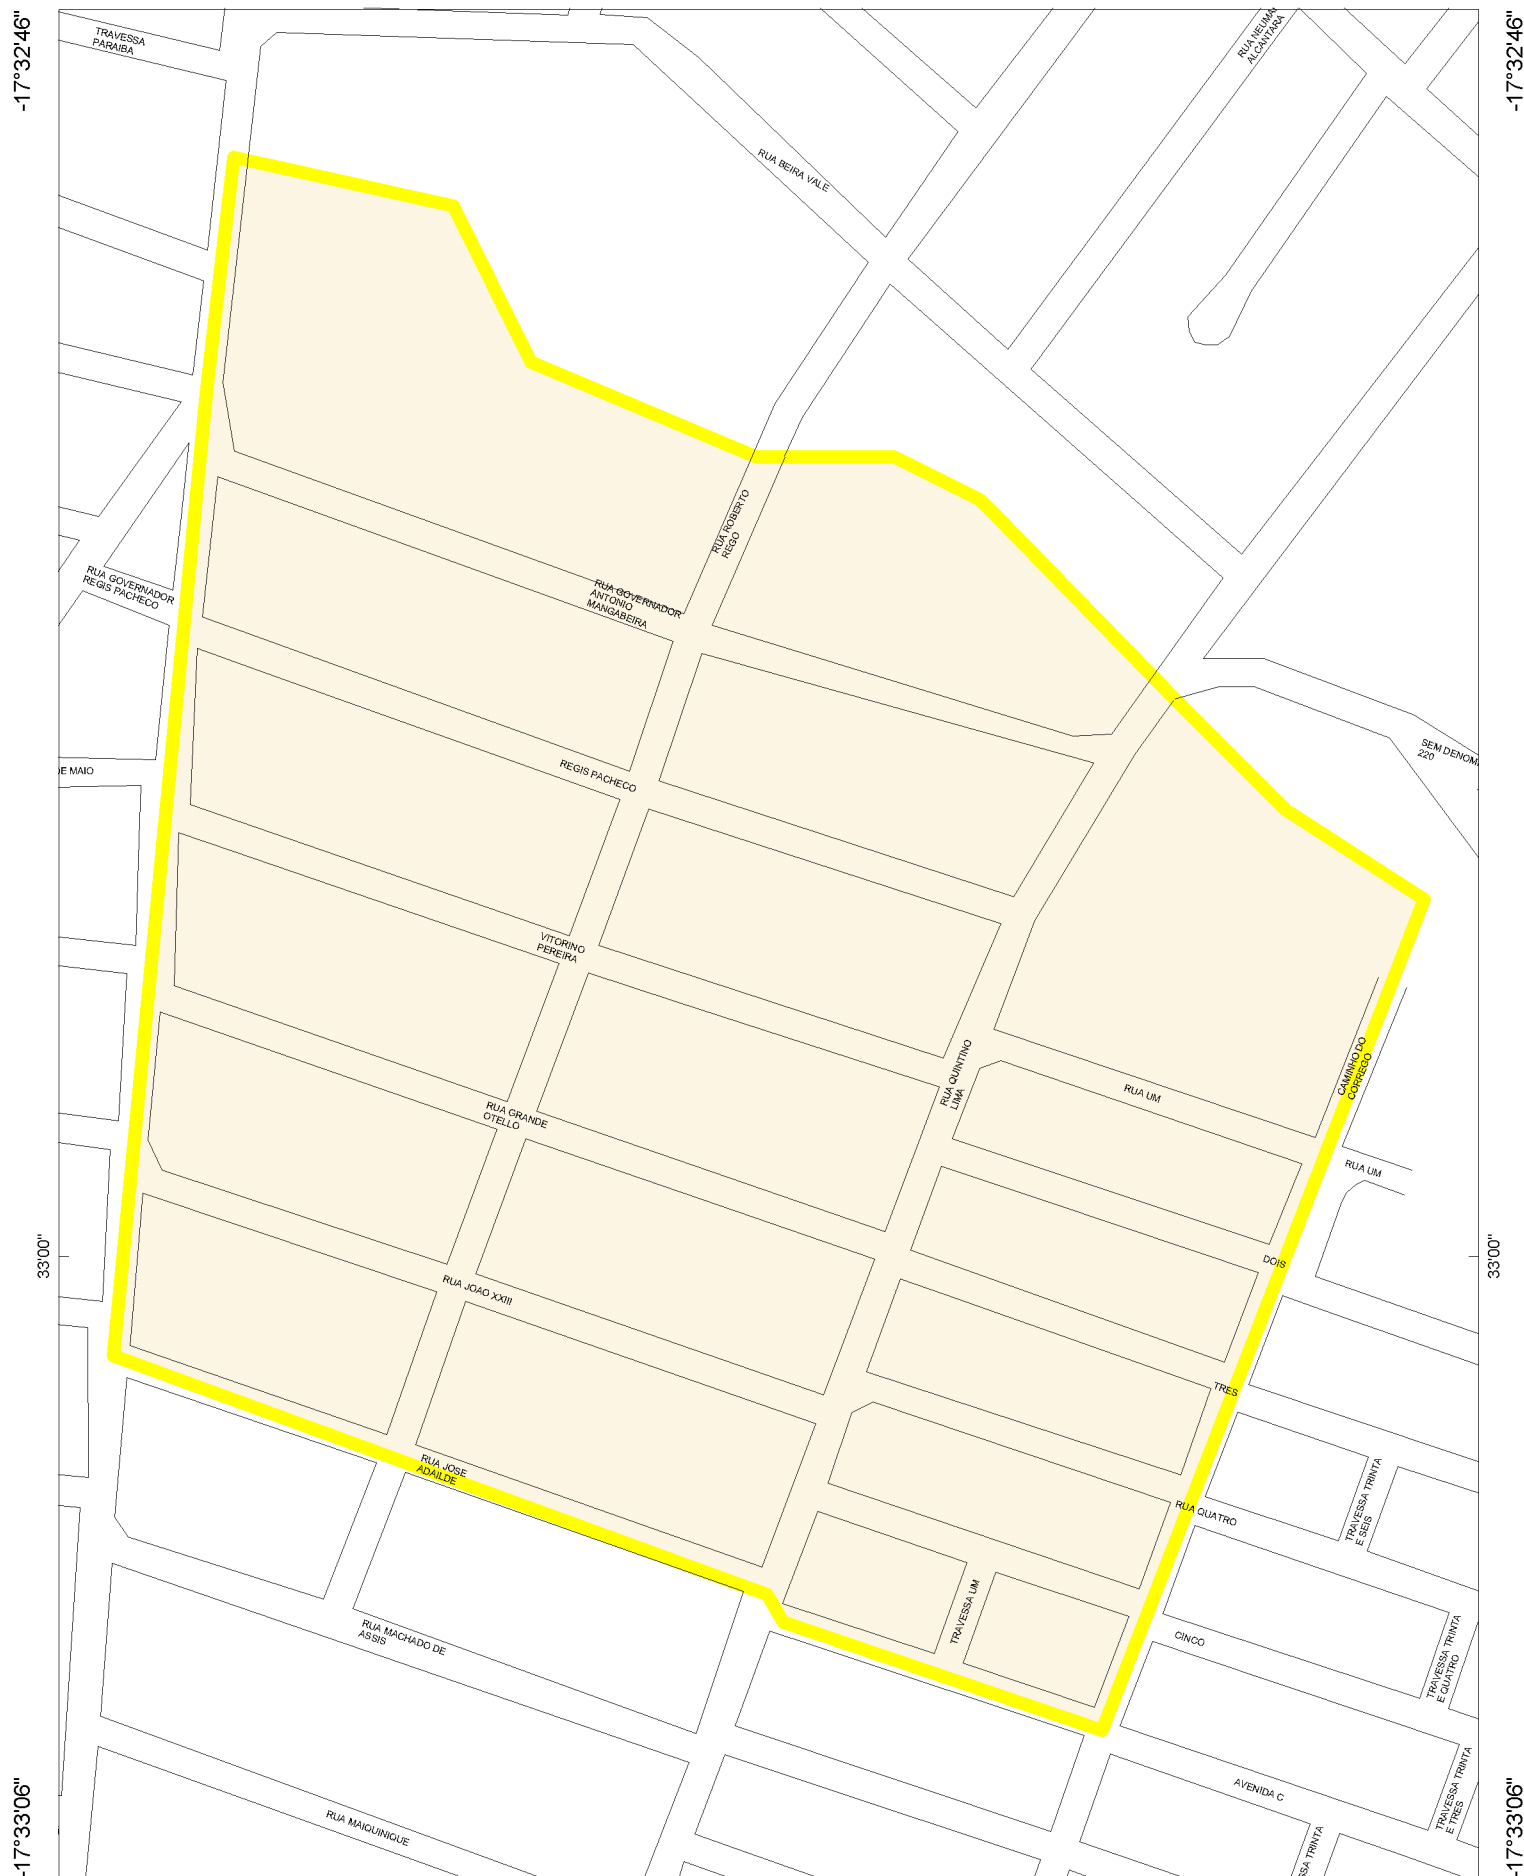 -17°32'46"
-17°32'46"
TRAVESSA
PARAIBA
RUA NEUMA
ALCANTARA
RUA BEIRA VALE
RUA ROBERTO
REGO
RUA GOVERNADOR
REGIS PACHECO
RUA GOVERNADOR
ANTONIO
MANGABEIRA
SEM DENOM
220
DE MAIO
REGIS PACHECO
VITORINO
PEREIRA
RUA QUINTINO
LIMA
RUA UM
CAMINHO DO
CORREGO
RUA GRANDE
OTELLO
RUA UM
33'00"
33'00"
DOIS
RUA JOAO XXIII
TRES
RUA JOSE
ADAILDE
RUA QUATRO
TRAVESSA TRINTA
E SEIS
TRAVESSA UM
RUA MACHADO DE
ASSIS
CINCO
TRAVESSA TRINTA
E QUATRO
AVENIDA C
TRAVESSA TRINTA
E TRES
RUA MAIQUINIQUE
SA TRINTA
-17°33'06"
-17°33'06"